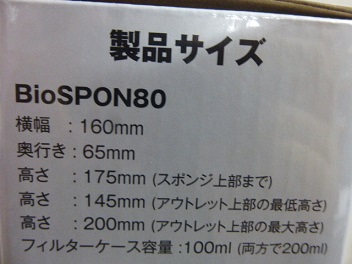 製品サイズ
BioSPON80
横幅 : 160mm
奥行き : 65mm
高さ : 175mm (スポンジ上部まで)
高さ : 145mm (アウトレット上部の最低高さ)
高さ : 200mm (アウトレット上部の最大高さ)
フィルターケース容量 : 100ml (両方で200ml)